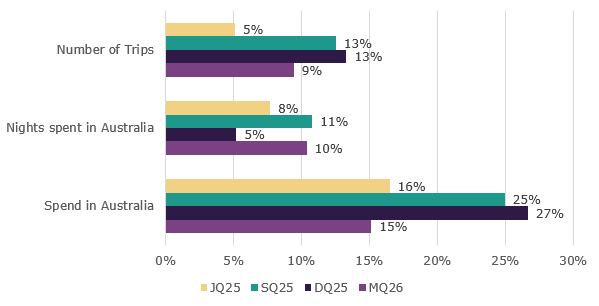 Number of Trips
5%
13%
13%
9%
Nights spent in Australia
8%
11%
5%
10%
Spend in Australia
16%
25%
27%
15%
0% 5% 10% 15% 20% 25% 30%
JQ25 SQ25 DQ25 MQ26